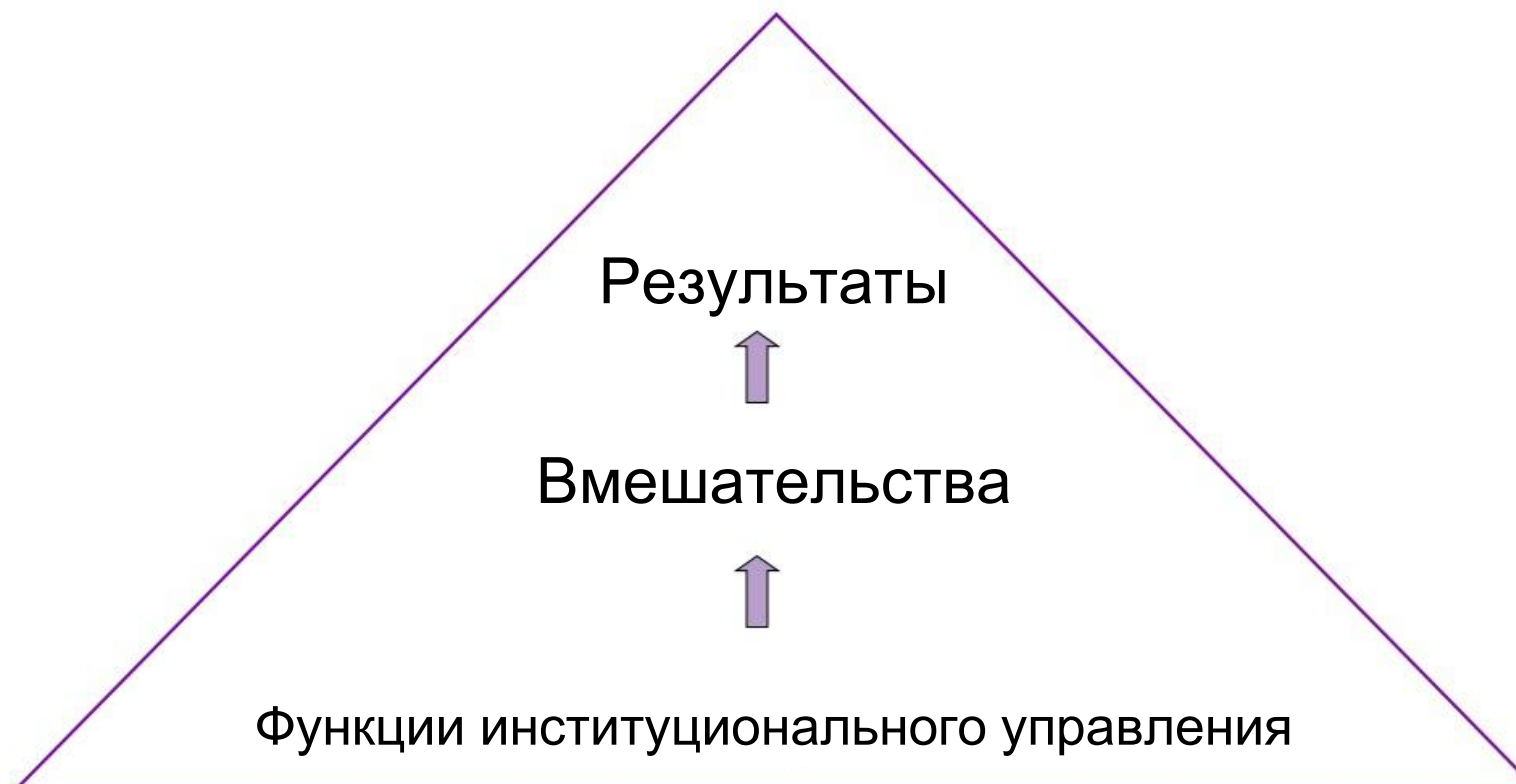 Результаты
Вмешательства
Функции институционального управления